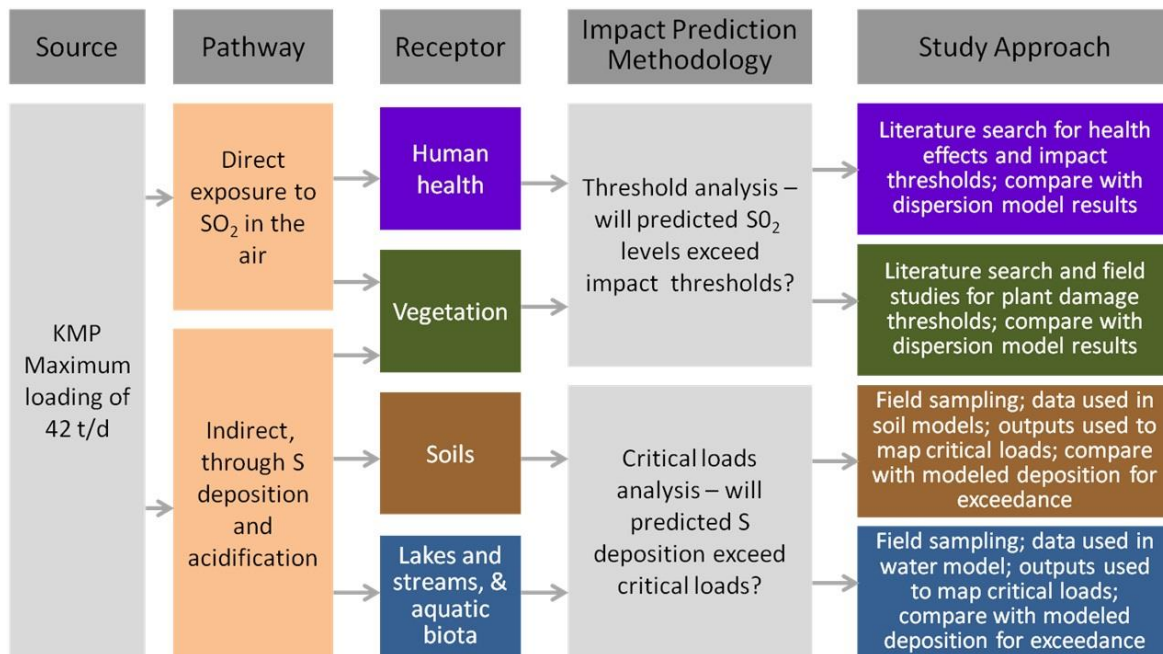 Source
Pathway
Receptor
Impact Prediction
Methodology
Study Approach
KMP
Maximum
loading of
42 t/d
Direct
exposure to
SO₂ in the
air
Indirect,
through S
deposition
and
acidification
Human
health
Vegetation
Soils
Lakes and
streams, &
aquatic
biota
Threshold analysis –
will predicted S0₂
levels exceed
impact thresholds?
Critical loads
analysis – will
predicted S
deposition exceed
critical loads?
Literature search for health
effects and impact
thresholds; compare with
dispersion model results
Literature search and field
studies for plant damage
thresholds; compare with
dispersion model results
Field sampling; data used in
soil models; outputs used to
map critical loads; compare
with modeled deposition for
exceedance
Field sampling; data used in
water model; outputs used
to map critical loads;
compare with modeled
deposition for exceedance